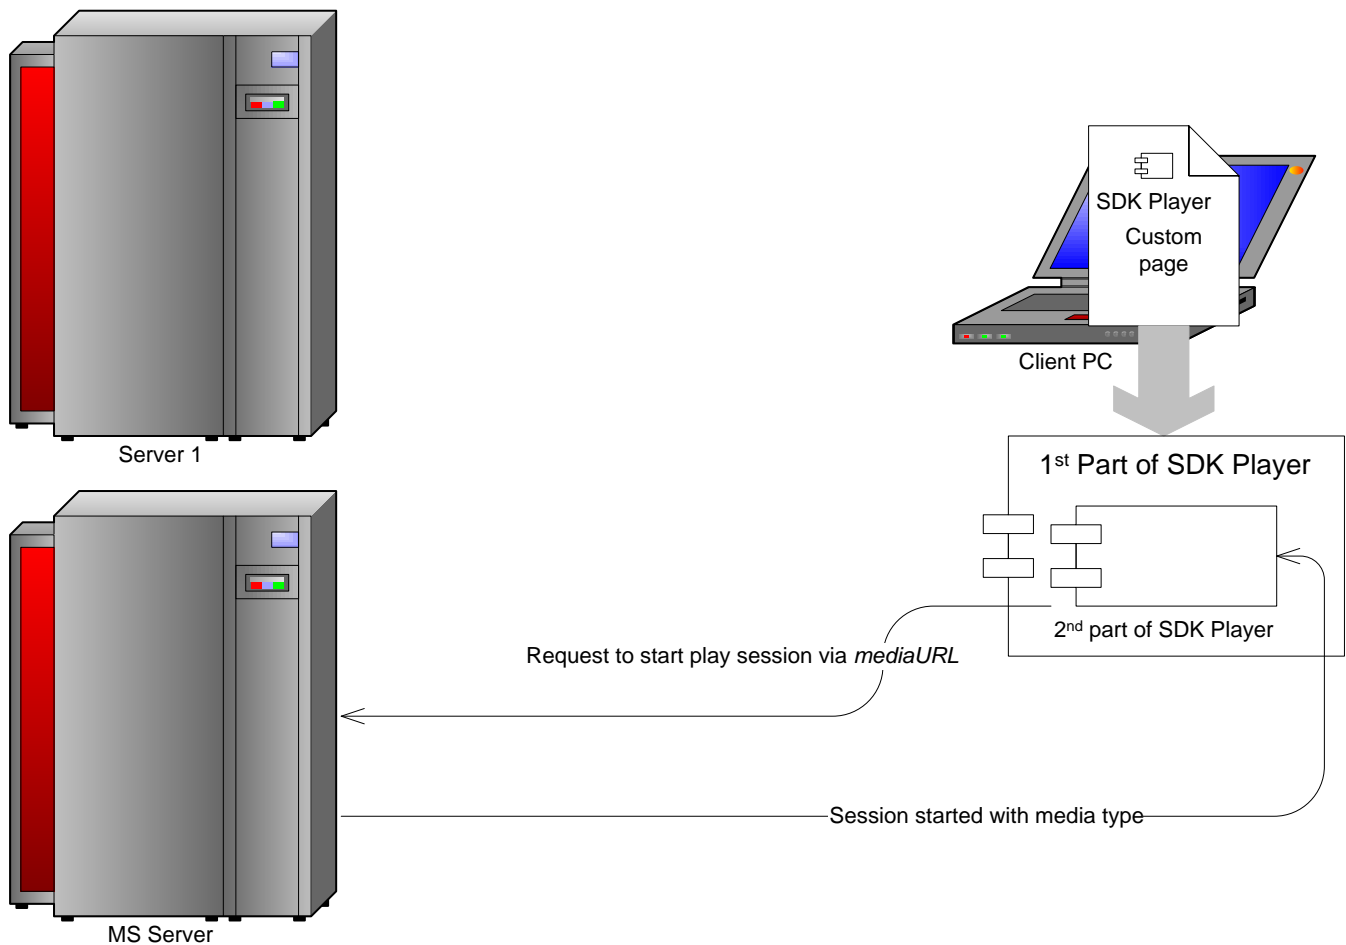 SDK Player
Custom
page
Client PC
Server 1
1st Part of SDK Player
2nd part of SDK Player
Request to start play session via mediaURL
Session started with media type
MS Server